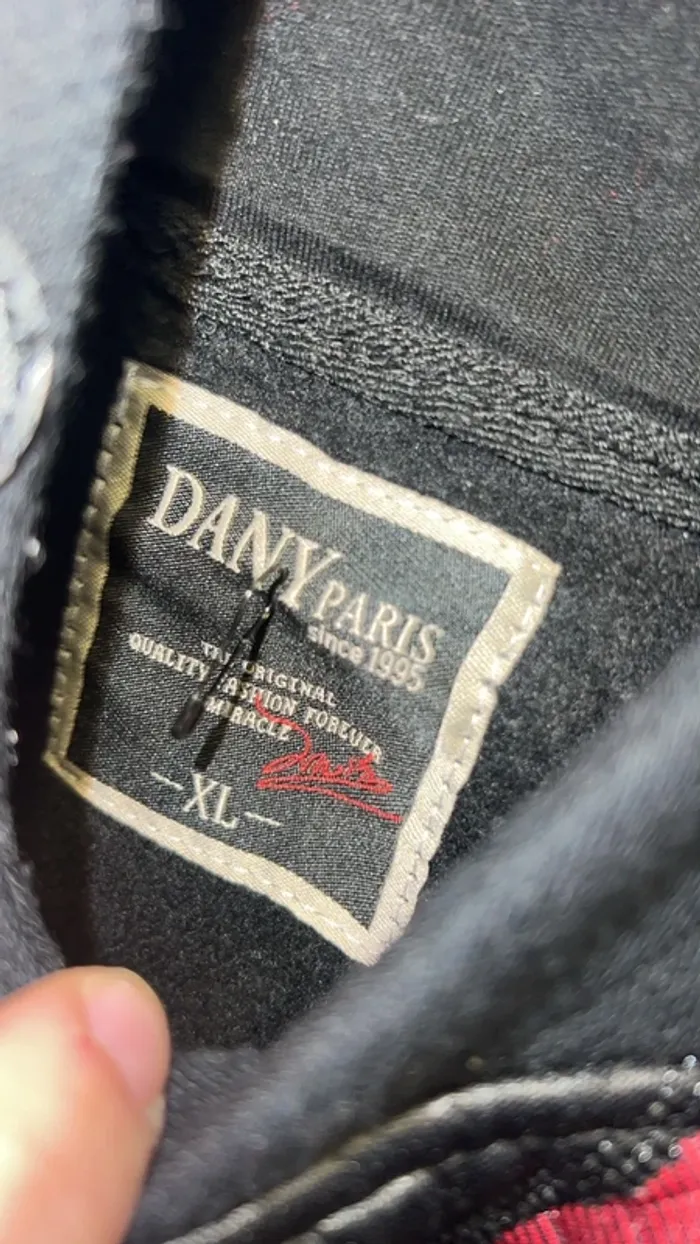 DANY PARIS
since 1995
THE ORIGINAL
QUALITY FASHION FOREVER
MIRACLE
-XL-